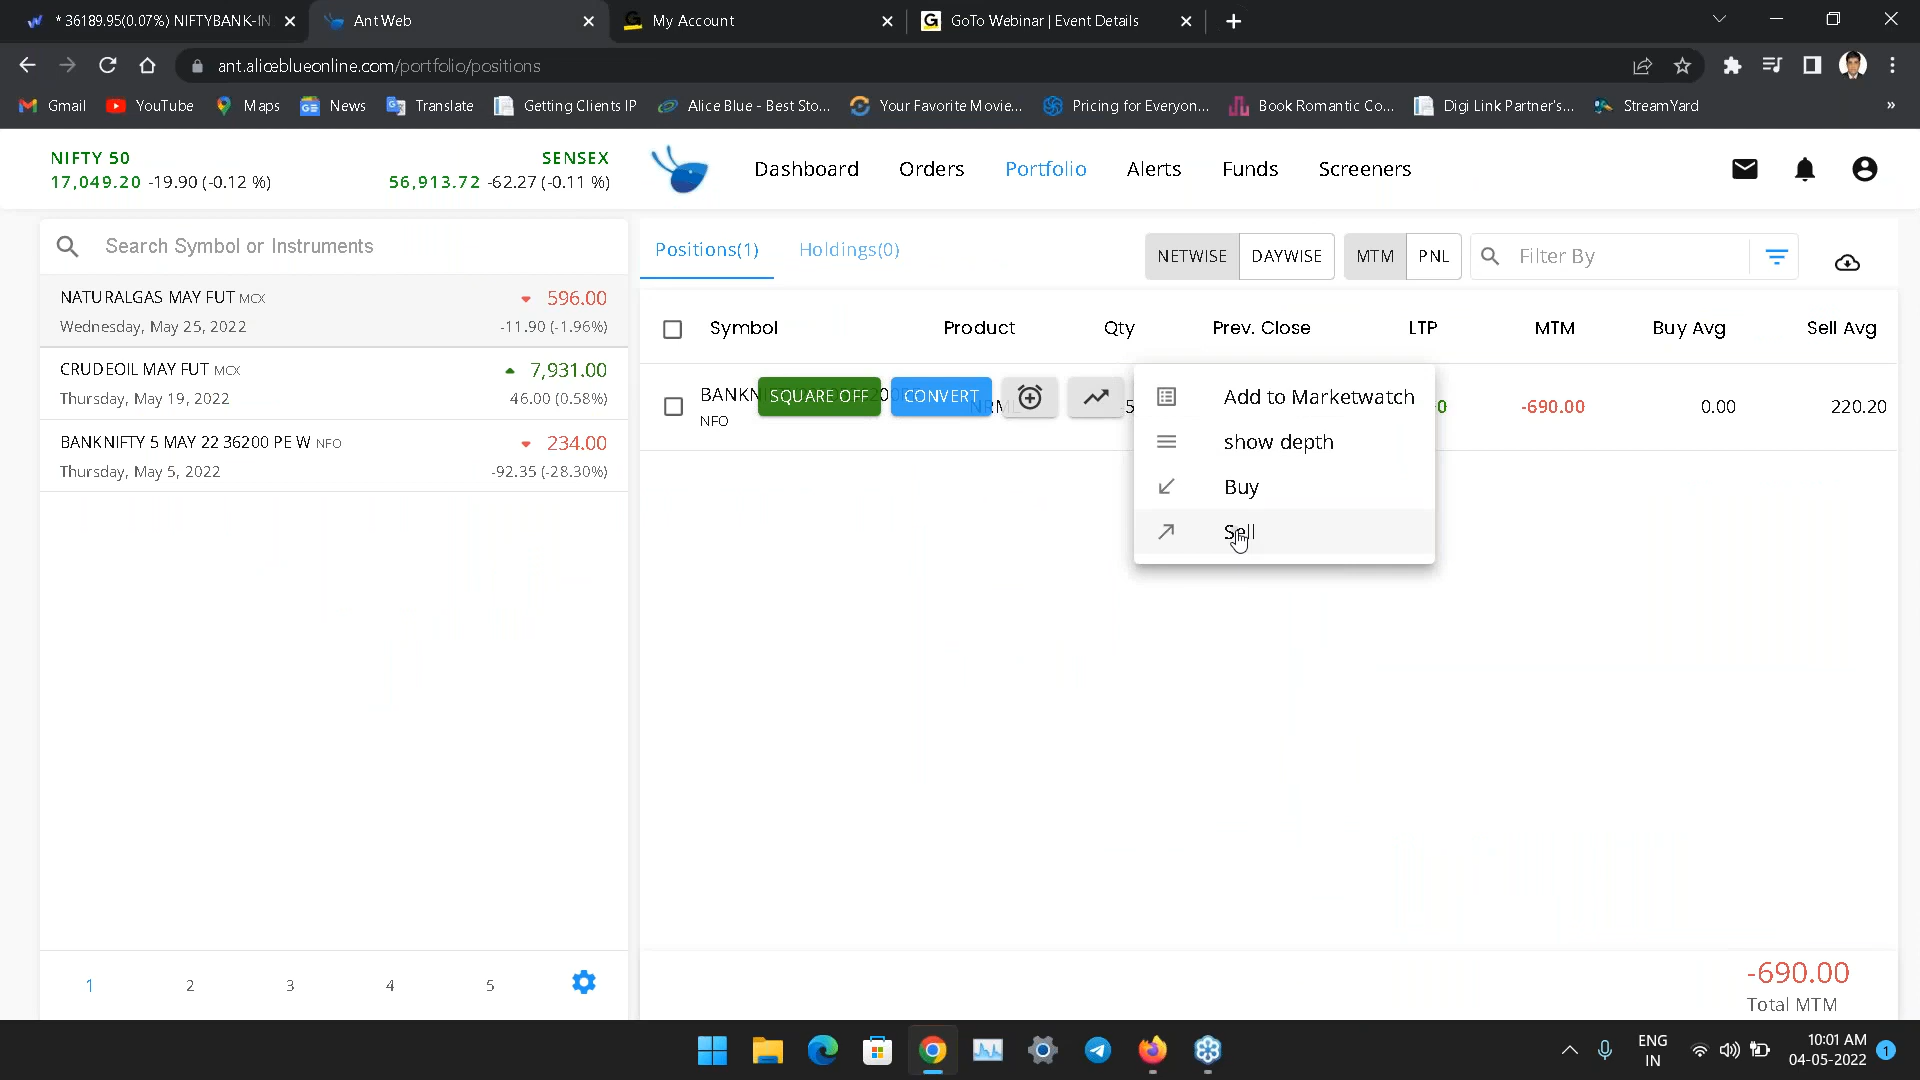 * 36189.95(0.07%) NIFTYBANK-IN
Ant Web
My Account
GoTo Webinar | Event Details
ant.aliceblueonline.com/portfolio/positions
Gmail
YouTube
Maps
News
Translate
Getting Clients IP
Alice Blue - Best Sto...
Your Favorite Movie...
Pricing for Everyon...
Book Romantic Co...
Digi Link Partner's...
StreamYard
»
NIFTY 50
17,049.20 -19.90 (-0.12 %)
SENSEX
56,913.72 -62.27 (-0.11 %)
Dashboard
Orders
Portfolio
Alerts
Funds
Screeners
Search Symbol or Instruments
NATURALGAS MAY FUT MCX
596.00
Wednesday, May 25, 2022
-11.90 (-1.96%)
CRUDEOIL MAY FUT MCX
7,931.00
Thursday, May 19, 2022
46.00 (0.58%)
BANKNIFTY 5 MAY 22 36200 PE W NFO
234.00
Thursday, May 5, 2022
-92.35 (-28.30%)
1 2 3 4 5
Positions(1)
Holdings(0)
NETWISE
DAYWISE
MTM
PNL
Filter By
Symbol Product Qty Prev. Close LTP MTM Buy Avg Sell Avg
SQUARE OFF
CONVERT
NFO
-690.00
0.00
220.20
Add to Marketwatch
show depth
Buy
Sell
-690.00
Total MTM
ENG
IN
10:01 AM
04-05-2022
1